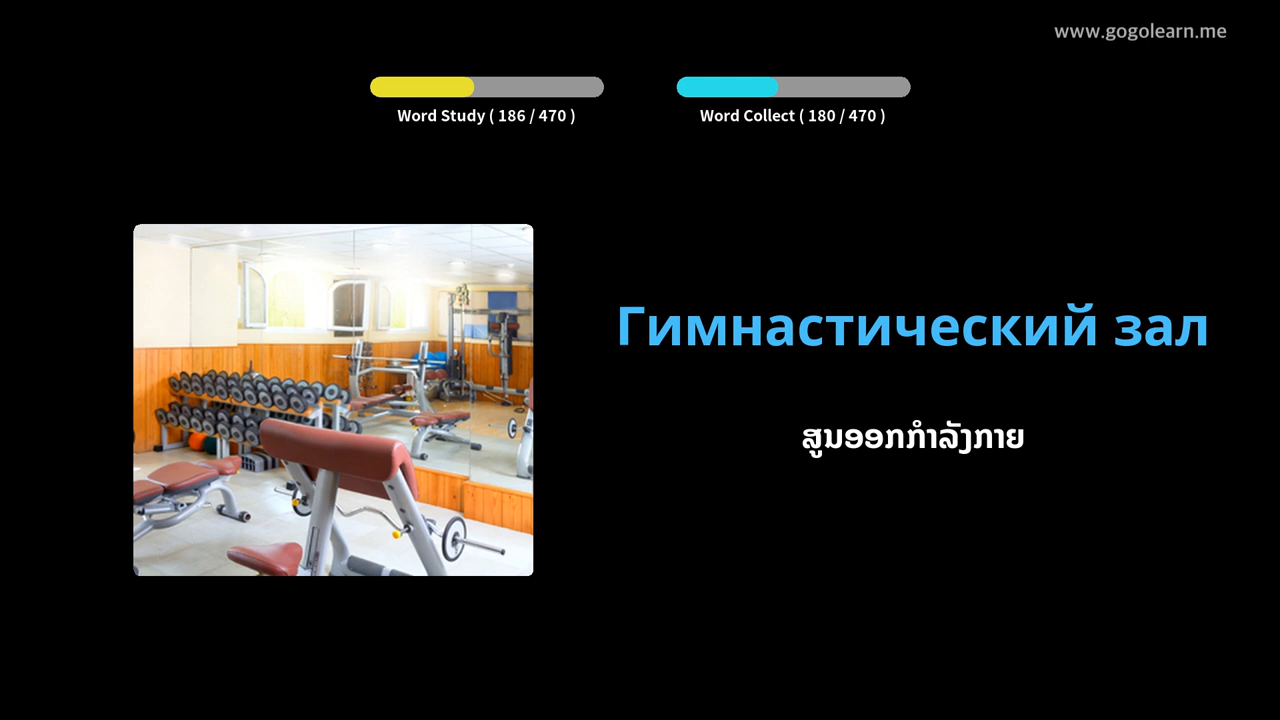 www.gogolearn.me
Word Study ( 186 / 470 )
Word Collect ( 180 / 470 )
Гимнастический зал
ສູນອອກກຳລັງກາຍ